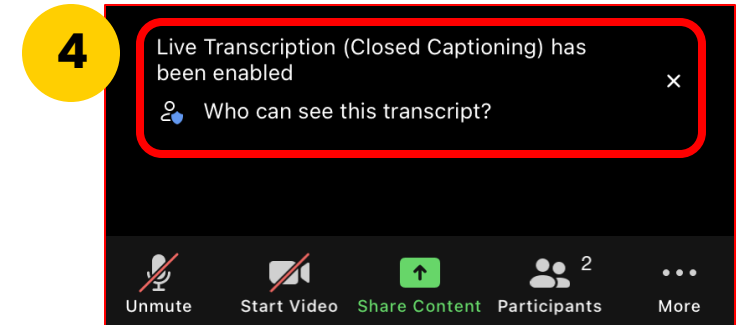 4
Live Transcription (Closed Captioning) has
been enabled
Who can see this transcript?
2
Unmute
Start Video
Share Content
Participants
More